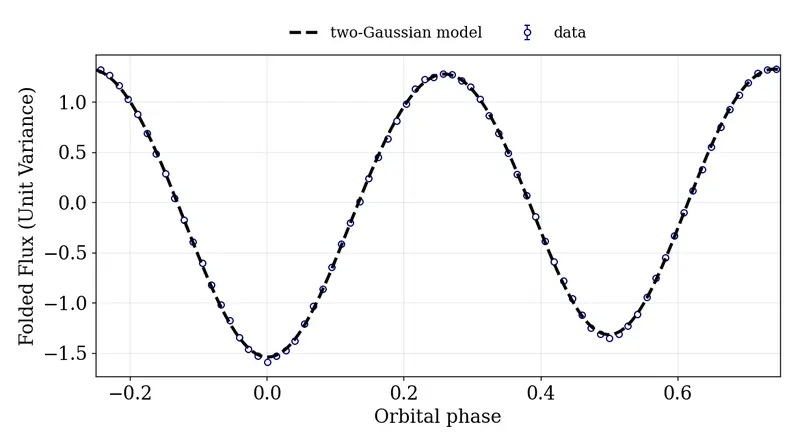 two-Gaussian model data
Folded Flux (Unit Variance)
1.0
0.5
0.0
−0.5
−1.0
−1.5
−0.2 0.0 0.2 0.4 0.6
Orbital phase